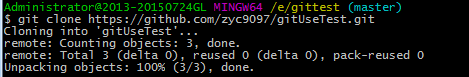 Administrator@2013-20150724GL MINGW64 /e/gittest (master)
$ git clone https://github.com/zyc9097/gitUseTest.git
Cloning into 'gitUseTest'...
remote: Counting objects: 3, done.
remote: Total 3 (delta 0), reused 0 (delta 0), pack-reused 0
Unpacking objects: 100% (3/3), done.